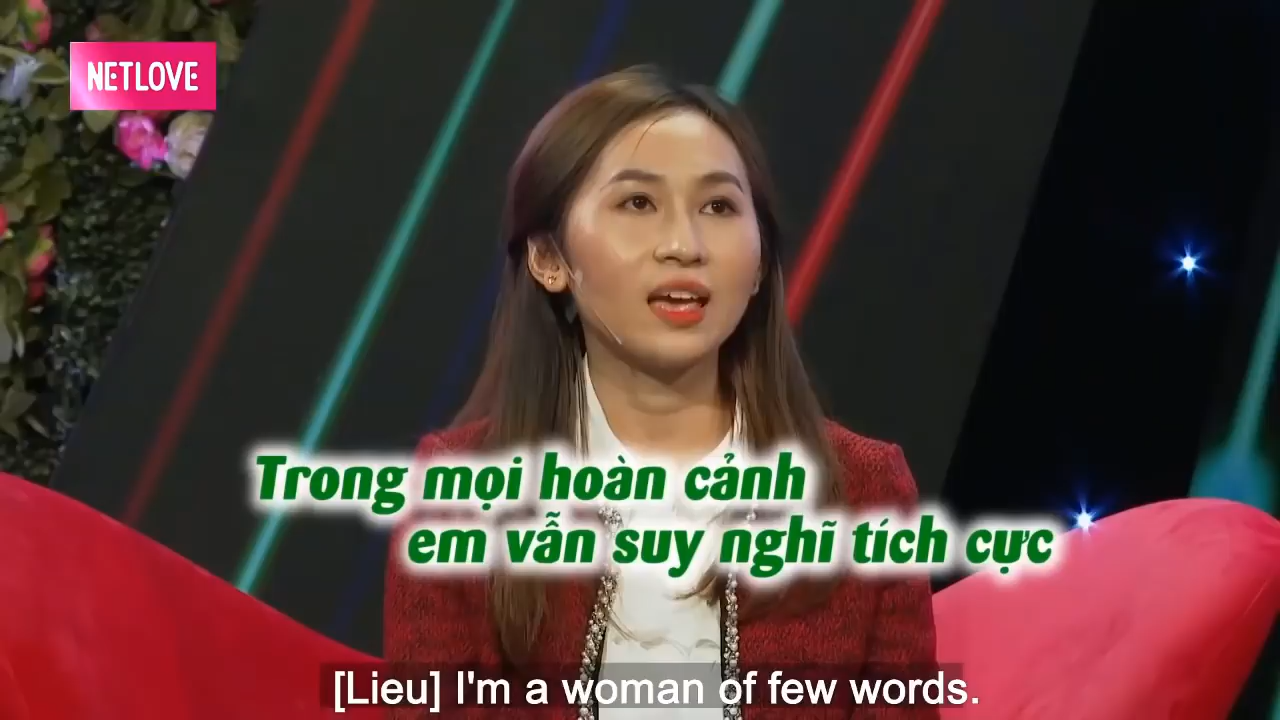 NETLOVE
Trong mọi hoàn cảnh
em vẫn suy nghĩ tích cực
[Lieu] I'm a woman of few words.